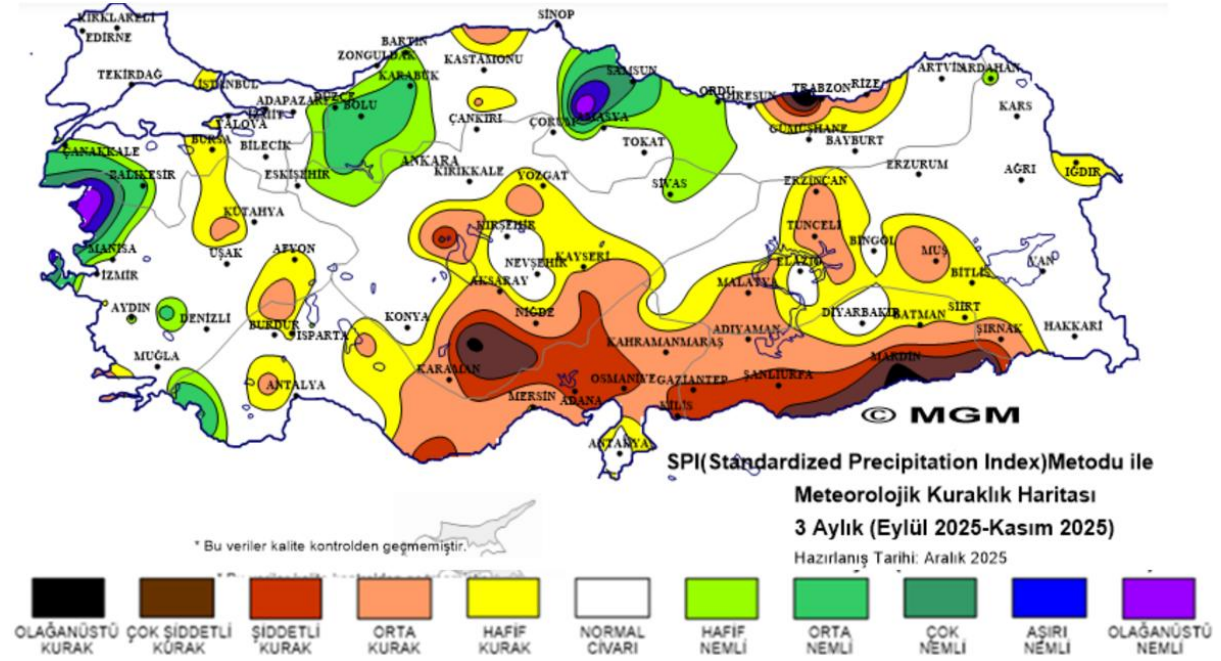 SİNOP
KIRKLARELİ
EDİRNE
BARTIN
ZONGULDAK
KASTAMONU
TEKİRDAĞ
İSTANBUL
KARABÜK
SAMSUN
ARTVİN
ARDAHAN
RİZE
TRABZON
ORDU
GİRESUN
ADAPAZARI
DÜZCE
BOLU
İZMİT
YALOVA
ÇANKIRI
ÇORUM
AMASYA
KARS
GÜMÜŞHANE
BAYBURT
TOKAT
ÇANAKKALE
BURSA
BİLECİK
ANKARA
ERZURUM
AĞRI
IĞDIR
BALIKESİR
ESKİŞEHİR
KIRIKKALE
YOZGAT
SİVAS
ERZİNCAN
KÜTAHYA
KIRŞEHİR
TUNCELİ
BİNGÖL
MUŞ
MANİSA
UŞAK
AFYON
NEVŞEHİR
KAYSERİ
ELAZIĞ
BİTLİS
VAN
İZMİR
AKSARAY
MALATYA
AYDIN
DENİZLİ
BURDUR
ISPARTA
KONYA
NİĞDE
DİYARBAKIR
BATMAN
SİİRT
ŞIRNAK
HAKKARİ
KAHRAMANMARAŞ
ADIYAMAN
MARDİN
MUĞLA
ANTALYA
KARAMAN
MERSİN
ADANA
OSMANİYE
GAZİANTEP
ŞANLIURFA
KİLİS
ANTAKYA
© MGM
SPI(Standardized Precipitation Index)Metodu ile
Meteorolojik Kuraklık Haritası
3 Aylık (Eylül 2025-Kasım 2025)
Hazırlanış Tarihi: Aralık 2025
* Bu veriler kalite kontrolden geçmemiştir.
OLAĞANÜSTÜ KURAK
ÇOK ŞİDDETLİ KURAK
ŞİDDETLİ KURAK
ORTA KURAK
HAFİF KURAK
NORMAL CİVARI
HAFİF NEMLİ
ORTA NEMLİ
ÇOK NEMLİ
AŞIRI NEMLİ
OLAĞANÜSTÜ NEMLİ